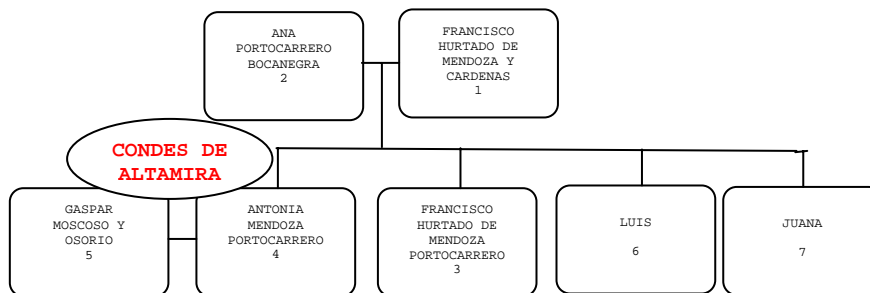 ANA
PORTOCARRERO
BOCANEGRA
2
FRANCISCO
HURTADO DE
MENDOZA Y
CARDENAS
1
CONDES DE
ALTAMIRA
GASPAR
MOSCOSO Y
OSORIO
5
ANTONIA
MENDOZA
PORTOCARRERO
4
FRANCISCO
HURTADO DE
MENDOZA
PORTOCARRERO
3
LUIS
6
JUANA
7